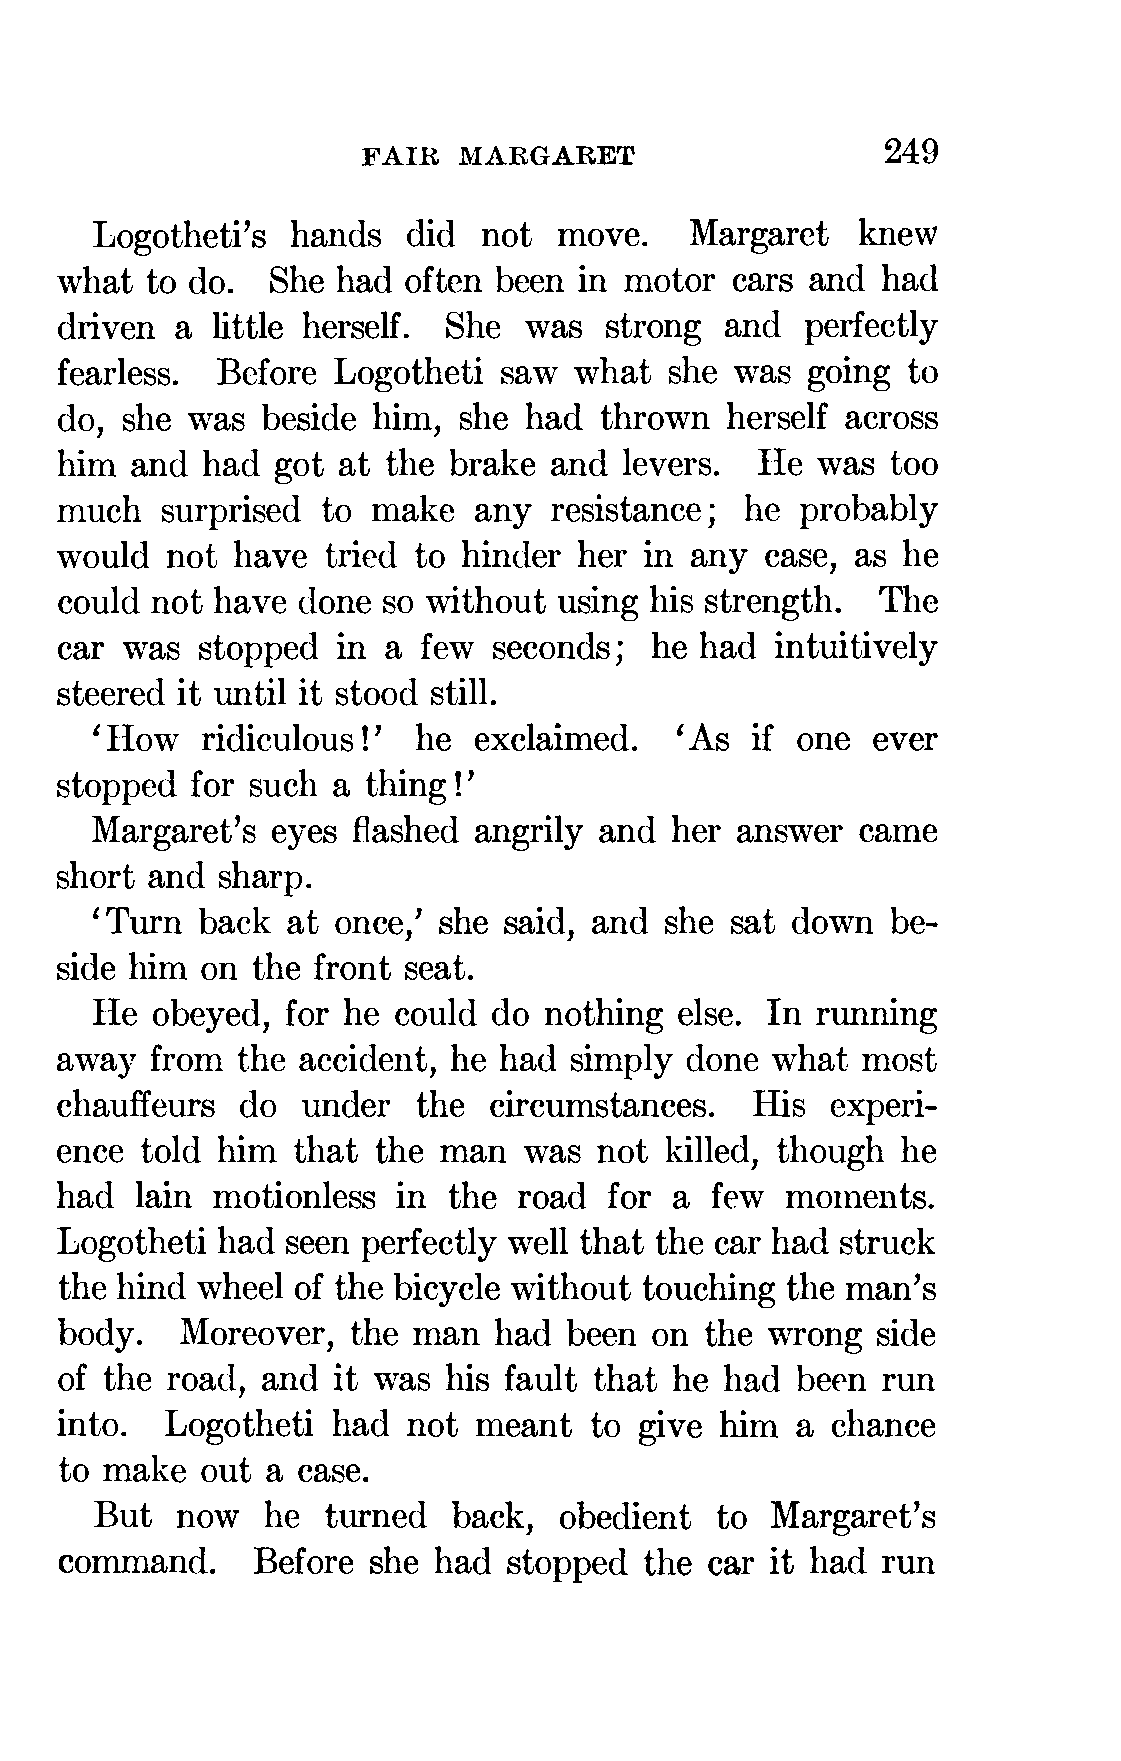 FAIR MARGARET 249
Logotheti's hands did not move. Margaret knew
what to do. She had often been in motor cars and had
driven a little herself. She was strong and perfectly
fearless. Before Logotheti saw what she was going to
do, she was beside him, she had thrown herself across
him and had got at the brake and levers. He was too
much surprised to make any resistance; he probably
would not have tried to hinder her in any case, as he
could not have done so without using his strength. The
car was stopped in a few seconds; he had intuitively
steered it until it stood still.
'How ridiculous!' he exclaimed. 'As if one ever
stopped for such a thing!'
Margaret's eyes flashed angrily and her answer came
short and sharp.
'Turn back at once,' she said, and she sat down be-
side him on the front seat.
He obeyed, for he could do nothing else. In running
away from the accident, he had simply done what most
chauffeurs do under the circumstances. His experi-
ence told him that the man was not killed, though he
had lain motionless in the road for a few moments.
Logotheti had seen perfectly well that the car had struck
the hind wheel of the bicycle without touching the man's
body. Moreover, the man had been on the wrong side
of the road, and it was his fault that he had been run
into. Logotheti had not meant to give him a chance
to make out a case.
But now he turned back, obedient to Margaret's
command. Before she had stopped the car it had run